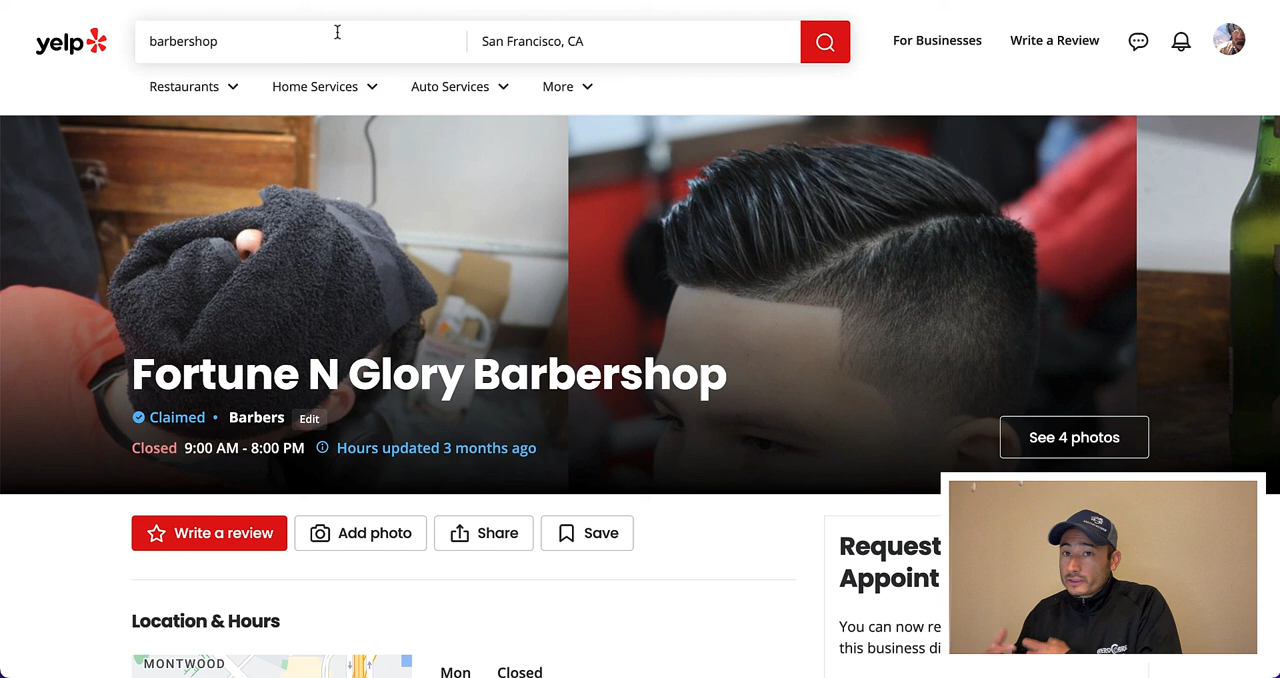 yelp
barbershop
San Francisco, CA
For Businesses
Write a Review
Restaurants
Home Services
Auto Services
More
Fortune N Glory Barbershop
Claimed • Barbers Edit
Closed 9:00 AM - 8:00 PM Hours updated 3 months ago
See 4 photos
Write a review
Add photo
Share
Save
Request
Appoint
You can now re
this business di
Location & Hours
MONTWOOD
Mon Closed